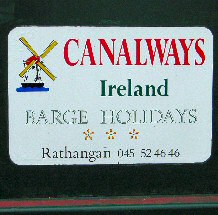 CANALWAYS
Ireland
BARGE HOLIDAYS
Rathangan 045 524646